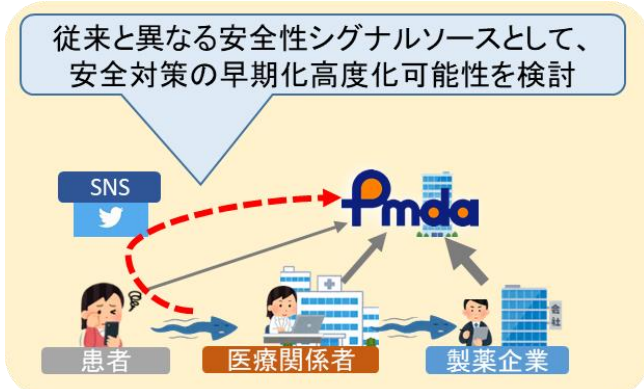 従来と異なる安全性シグナルソースとして、
安全対策の早期化高度化可能性を検討
SNS
Pmda
会社
患者
医療関係者
製薬企業